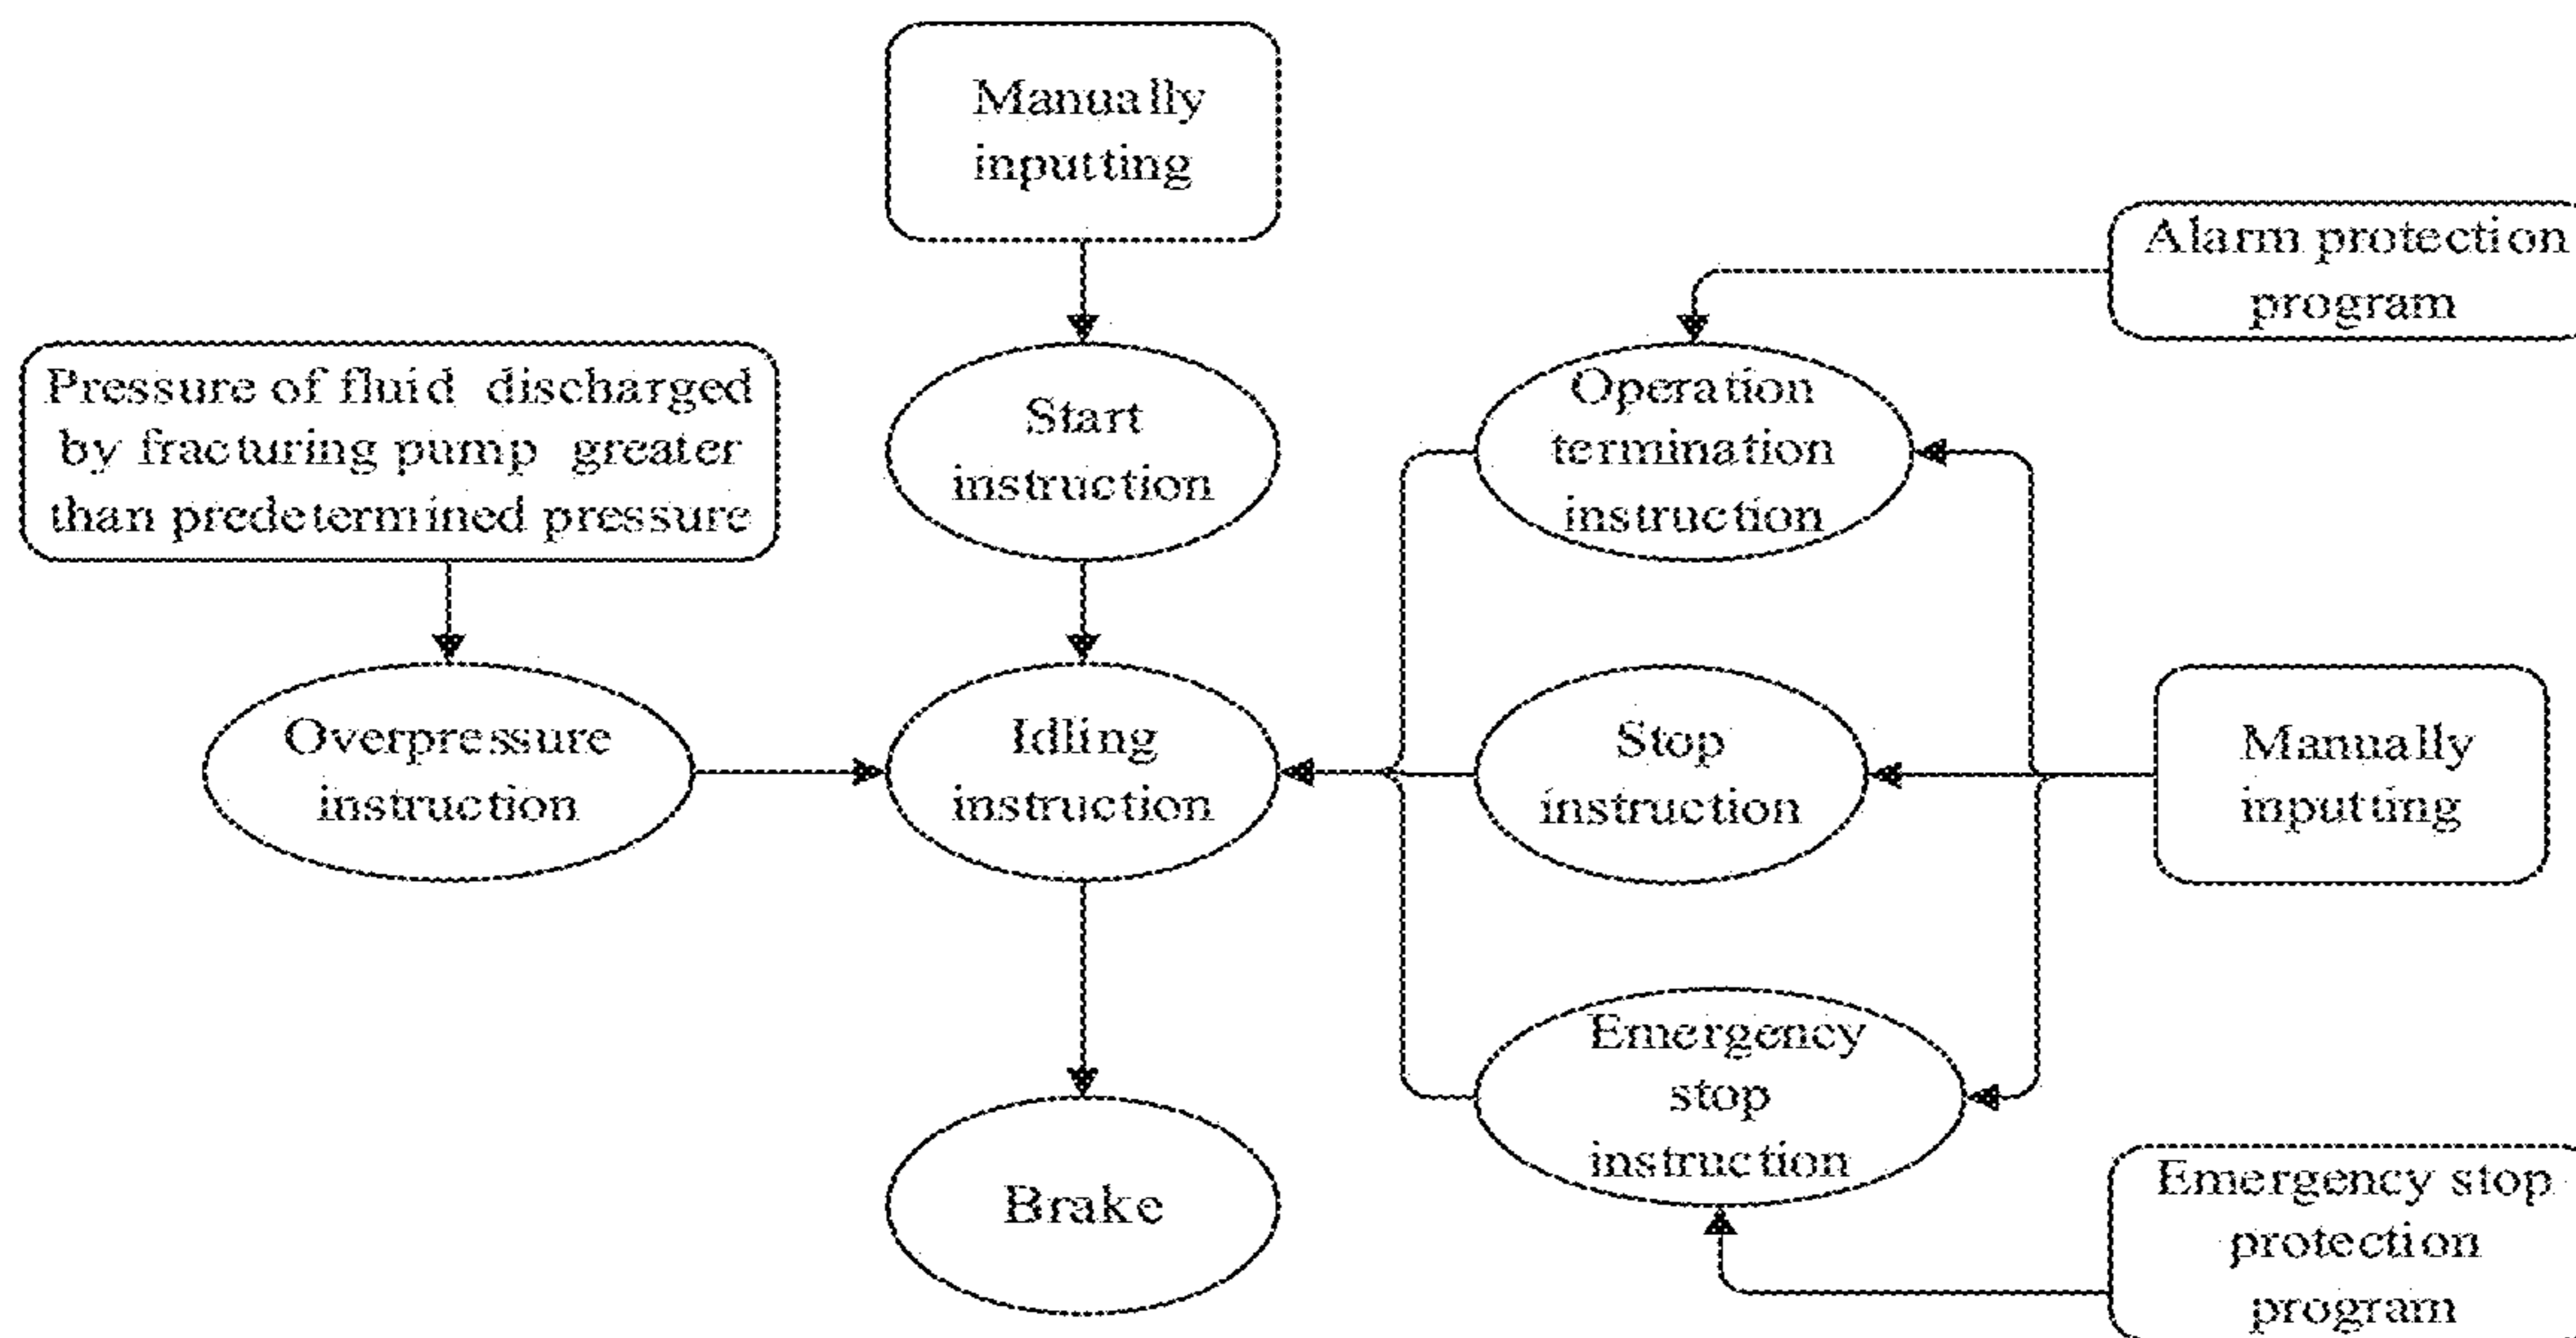 Manually
inputting
Alarm protection
program
Pressure of fluid discharged
by fracturing pump greater
than predetermined pressure
Start
instruction
Operation
termination
instruction
Overpressure
instruction
Idling
instruction
Stop
instruction
Manually
inputting
Emergency
stop
instruction
Brake
Emergency stop
protection
program